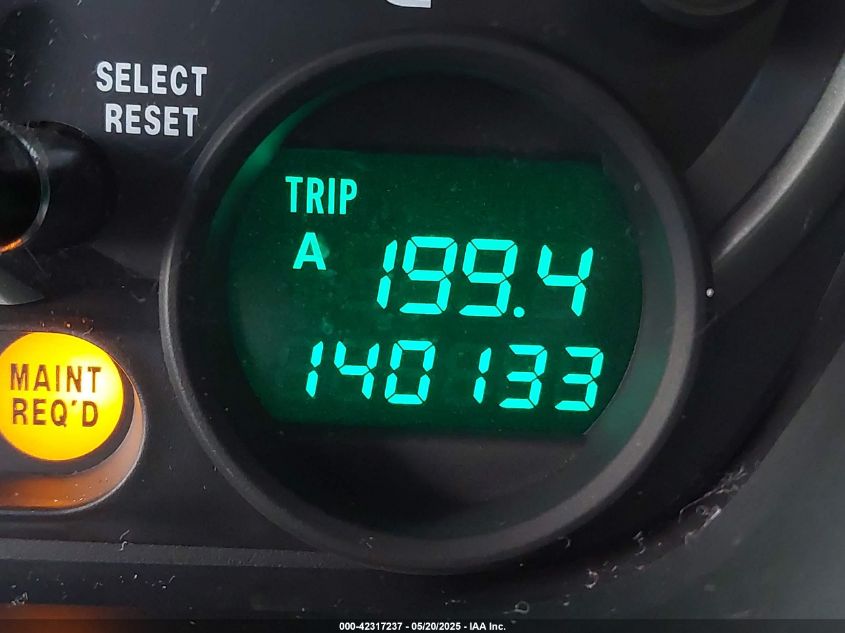 SELECT
RESET
TRIP
A 199.4
140133
MAINT
REQ'D
000-42317237 - 05/20/2025 - IAA Inc.